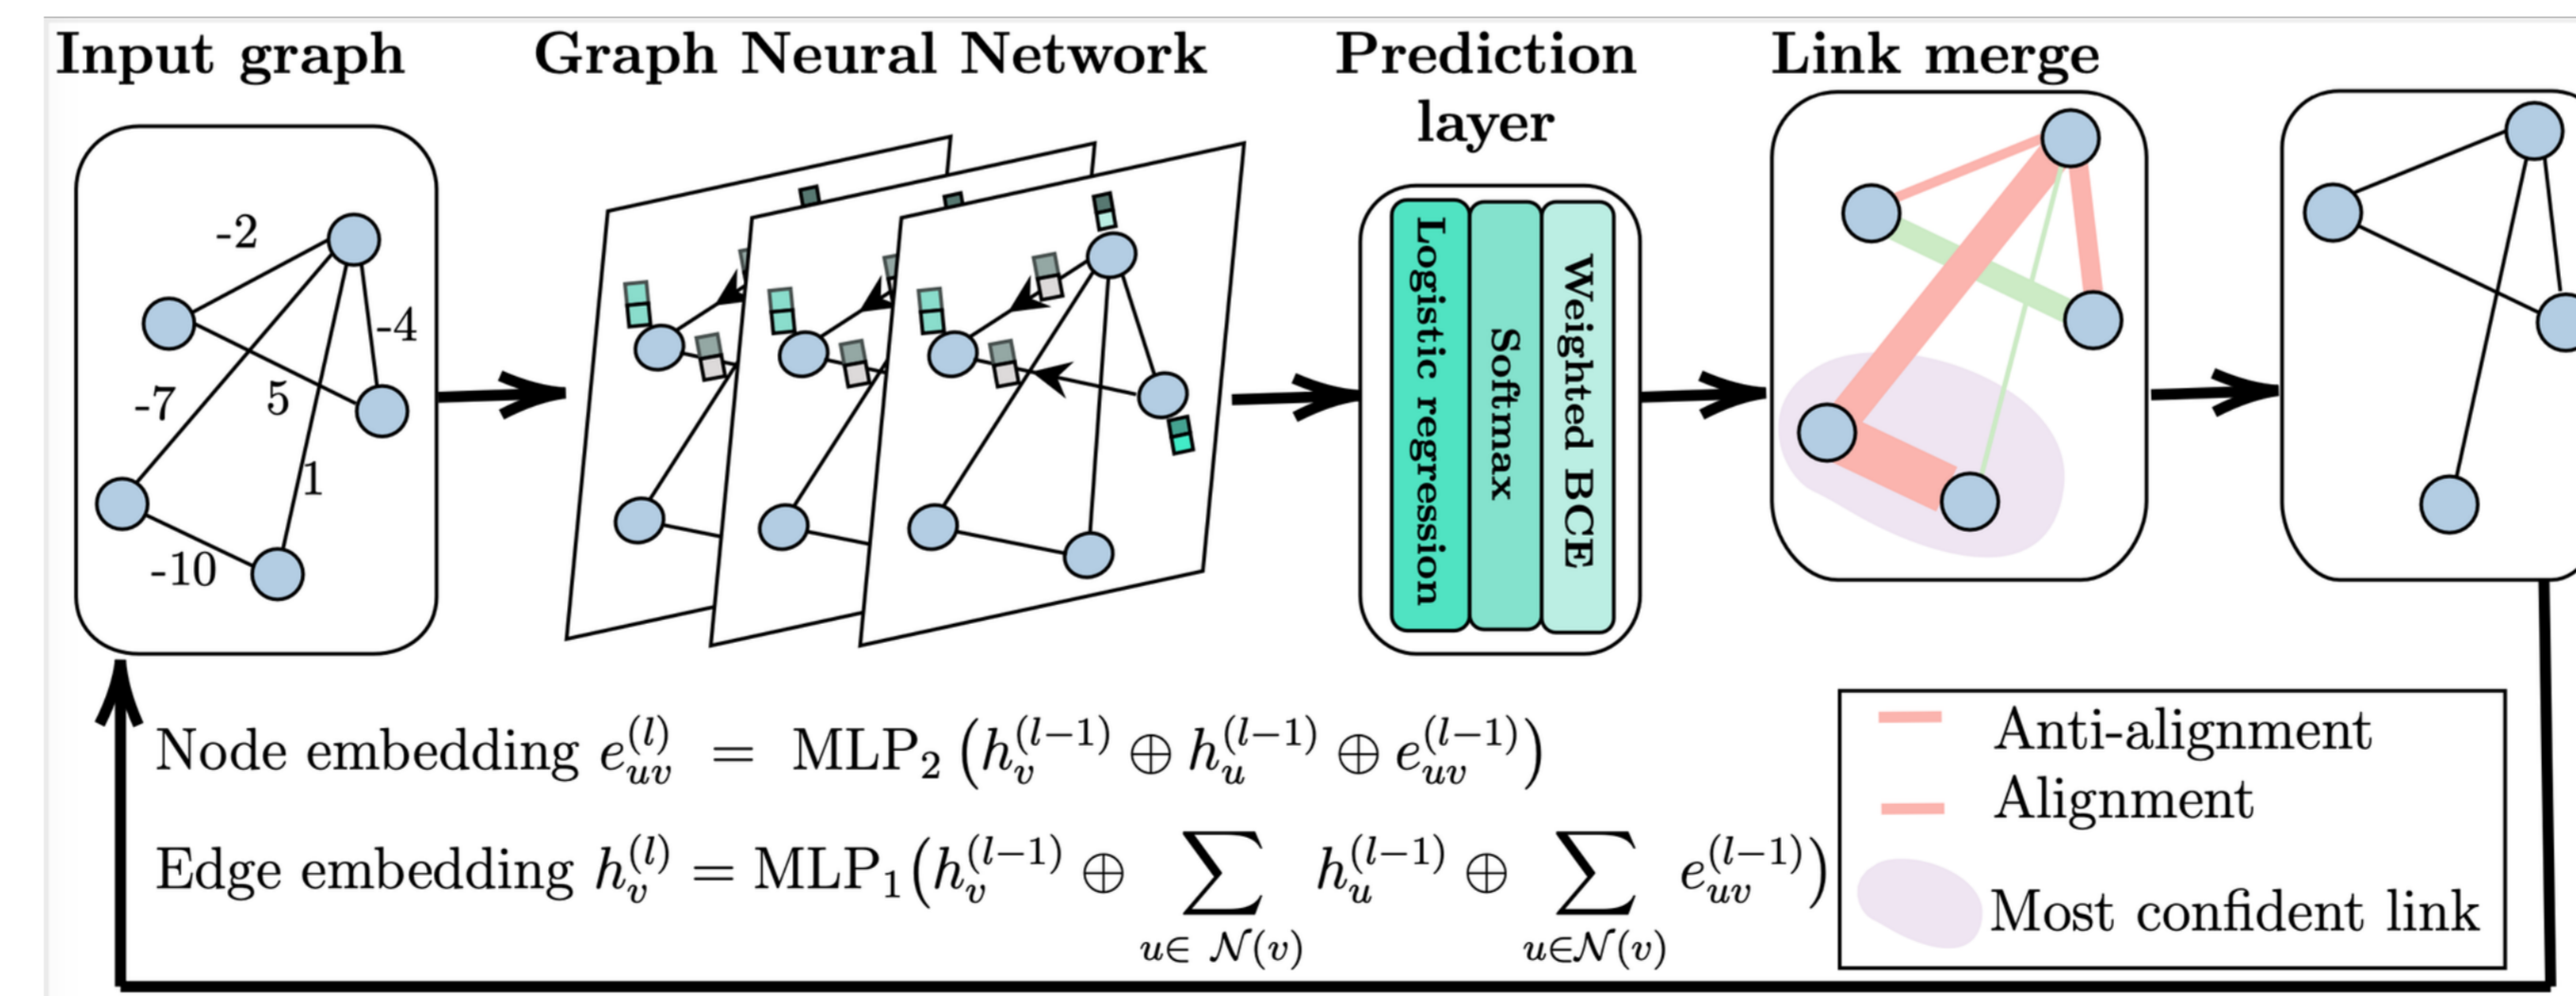 Input graph
Graph Neural Network
Prediction
layer
Link merge
-2
-4
-7
5
1
-10
Logistic regression
Softmax
Weighted BCE
Node embedding e_{uv}^{(l)} = MLP_2 (h_v^{(l-1)} ⊕ h_u^{(l-1)} ⊕ e_{uv}^{(l-1)})
Edge embedding h_v^{(l)} = MLP_1(h_v^{(l-1)} ⊕ ∑_{u∈ 𝒩(v)} h_u^{(l-1)} ⊕ ∑_{u∈𝒩(v)} e_{uv}^{(l-1)})
Anti-alignment
Alignment
Most confident link